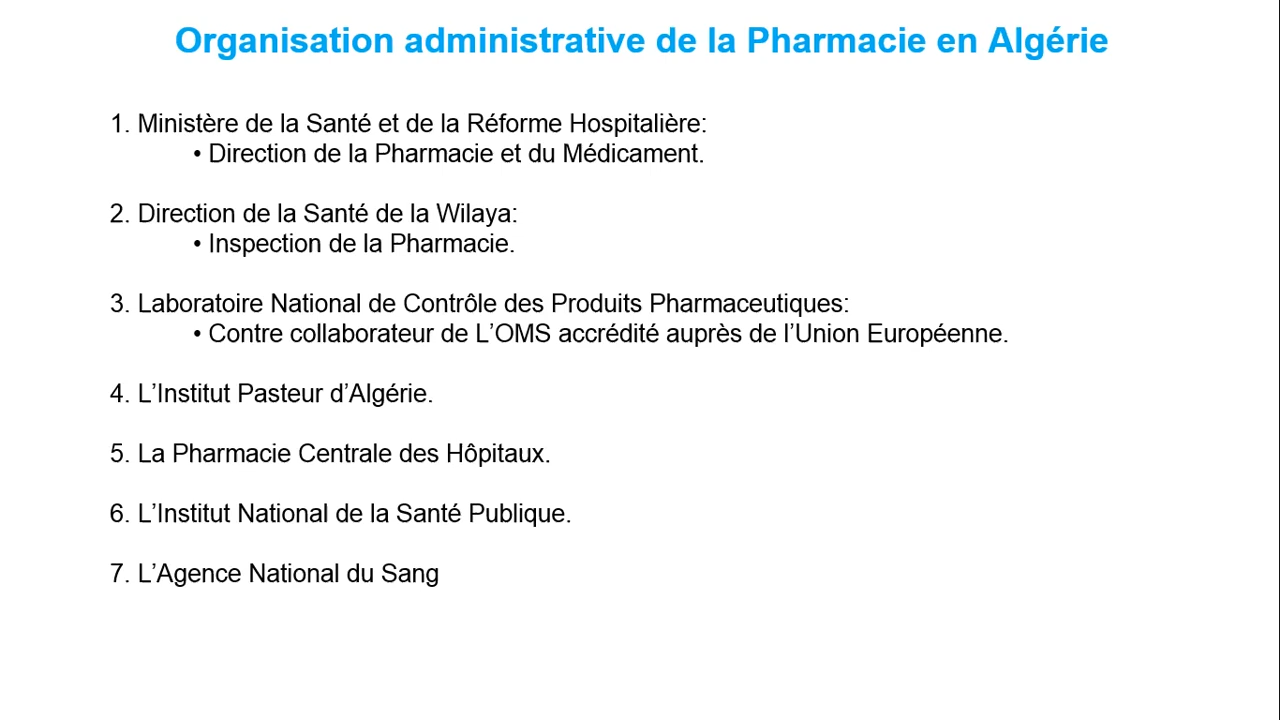 Organisation administrative de la Pharmacie en Algérie
1. Ministère de la Santé et de la Réforme Hospitalière:
• Direction de la Pharmacie et du Médicament.
2. Direction de la Santé de la Wilaya:
• Inspection de la Pharmacie.
3. Laboratoire National de Contrôle des Produits Pharmaceutiques:
• Contre collaborateur de L’OMS accrédité auprès de l’Union Européenne.
4. L’Institut Pasteur d’Algérie.
5. La Pharmacie Centrale des Hôpitaux.
6. L’Institut National de la Santé Publique.
7. L’Agence National du Sang